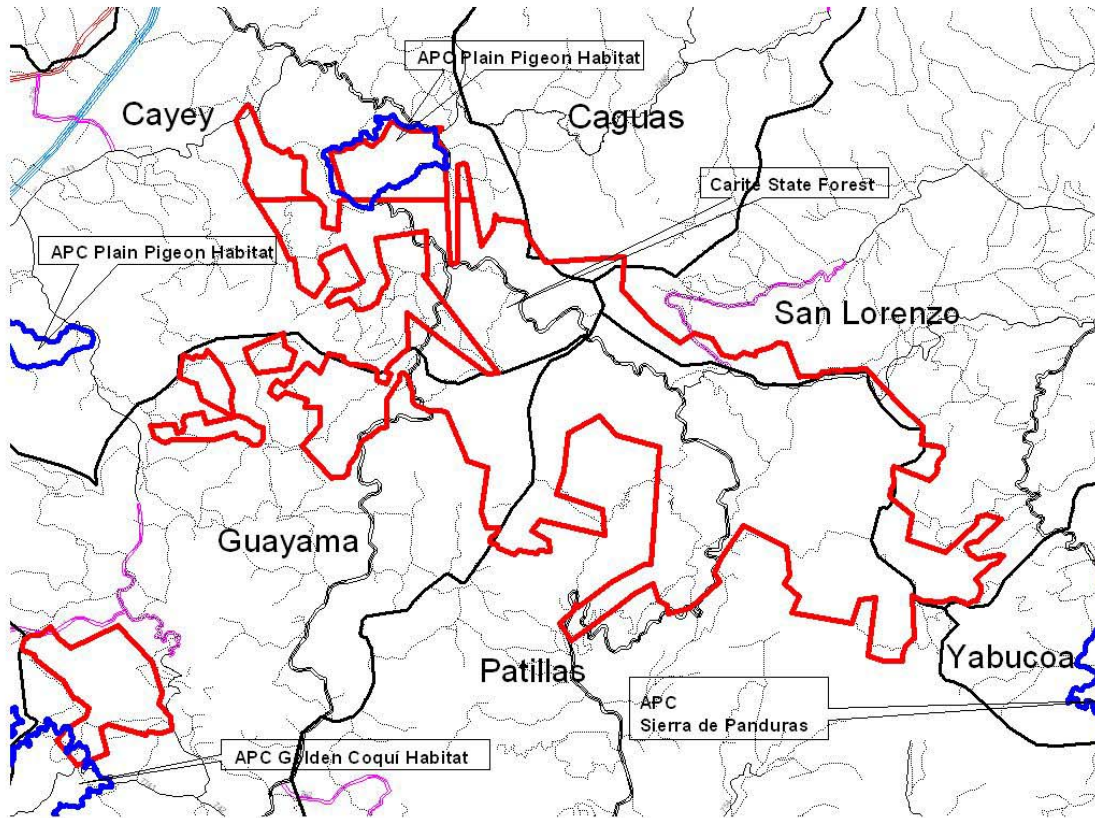 APC Plain Pigeon Habitat
Cayey
Caguas
Carite State Forest
APC Plain Pigeon Habitat
San Lorenzo
Guayama
Patillas
Yabucoa
APC
Sierra de Panduras
APC Golden Coquí Habitat